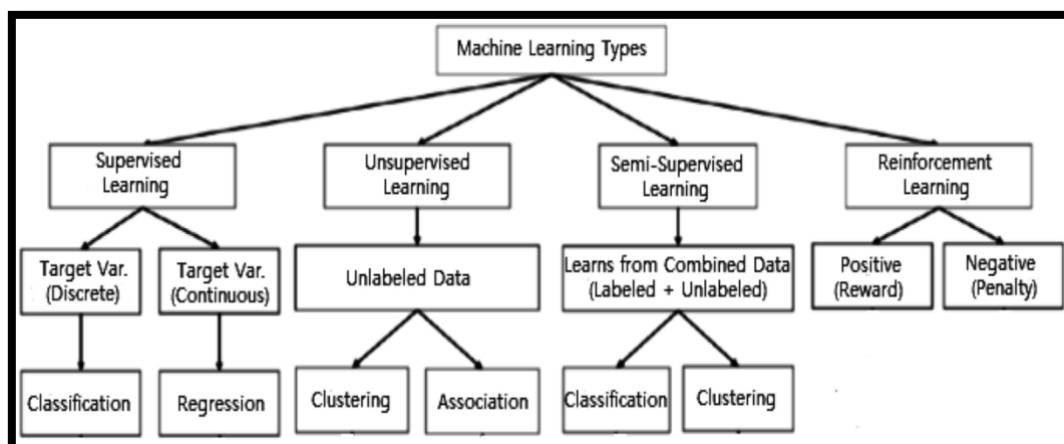 Machine Learning Types
Supervised
Learning
Unsupervised
Learning
Semi-Supervised
Learning
Reinforcement
Learning
Target Var.
(Discrete)
Target Var.
(Continuous)
Unlabeled Data
Learns from Combined Data
(Labeled + Unlabeled)
Positive
(Reward)
Negative
(Penalty)
Classification
Regression
Clustering
Association
Classification
Clustering